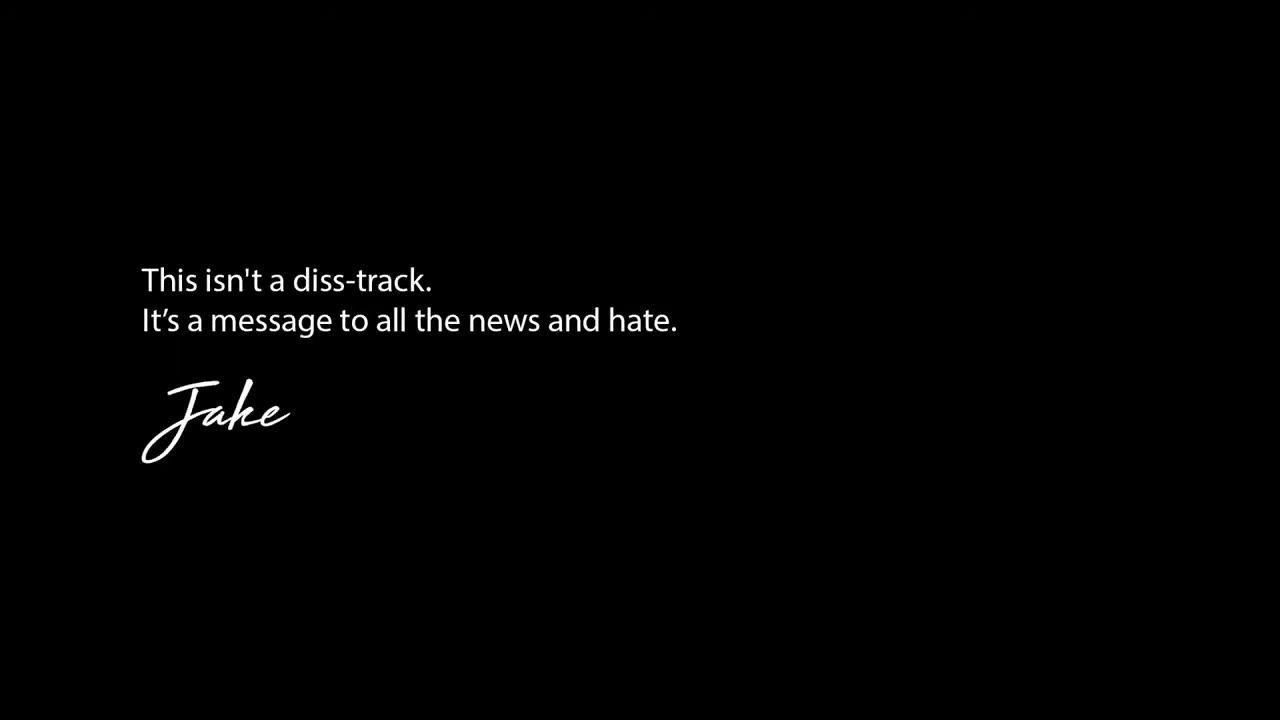 This isn't a diss-track.
It’s a message to all the news and hate.
Jake